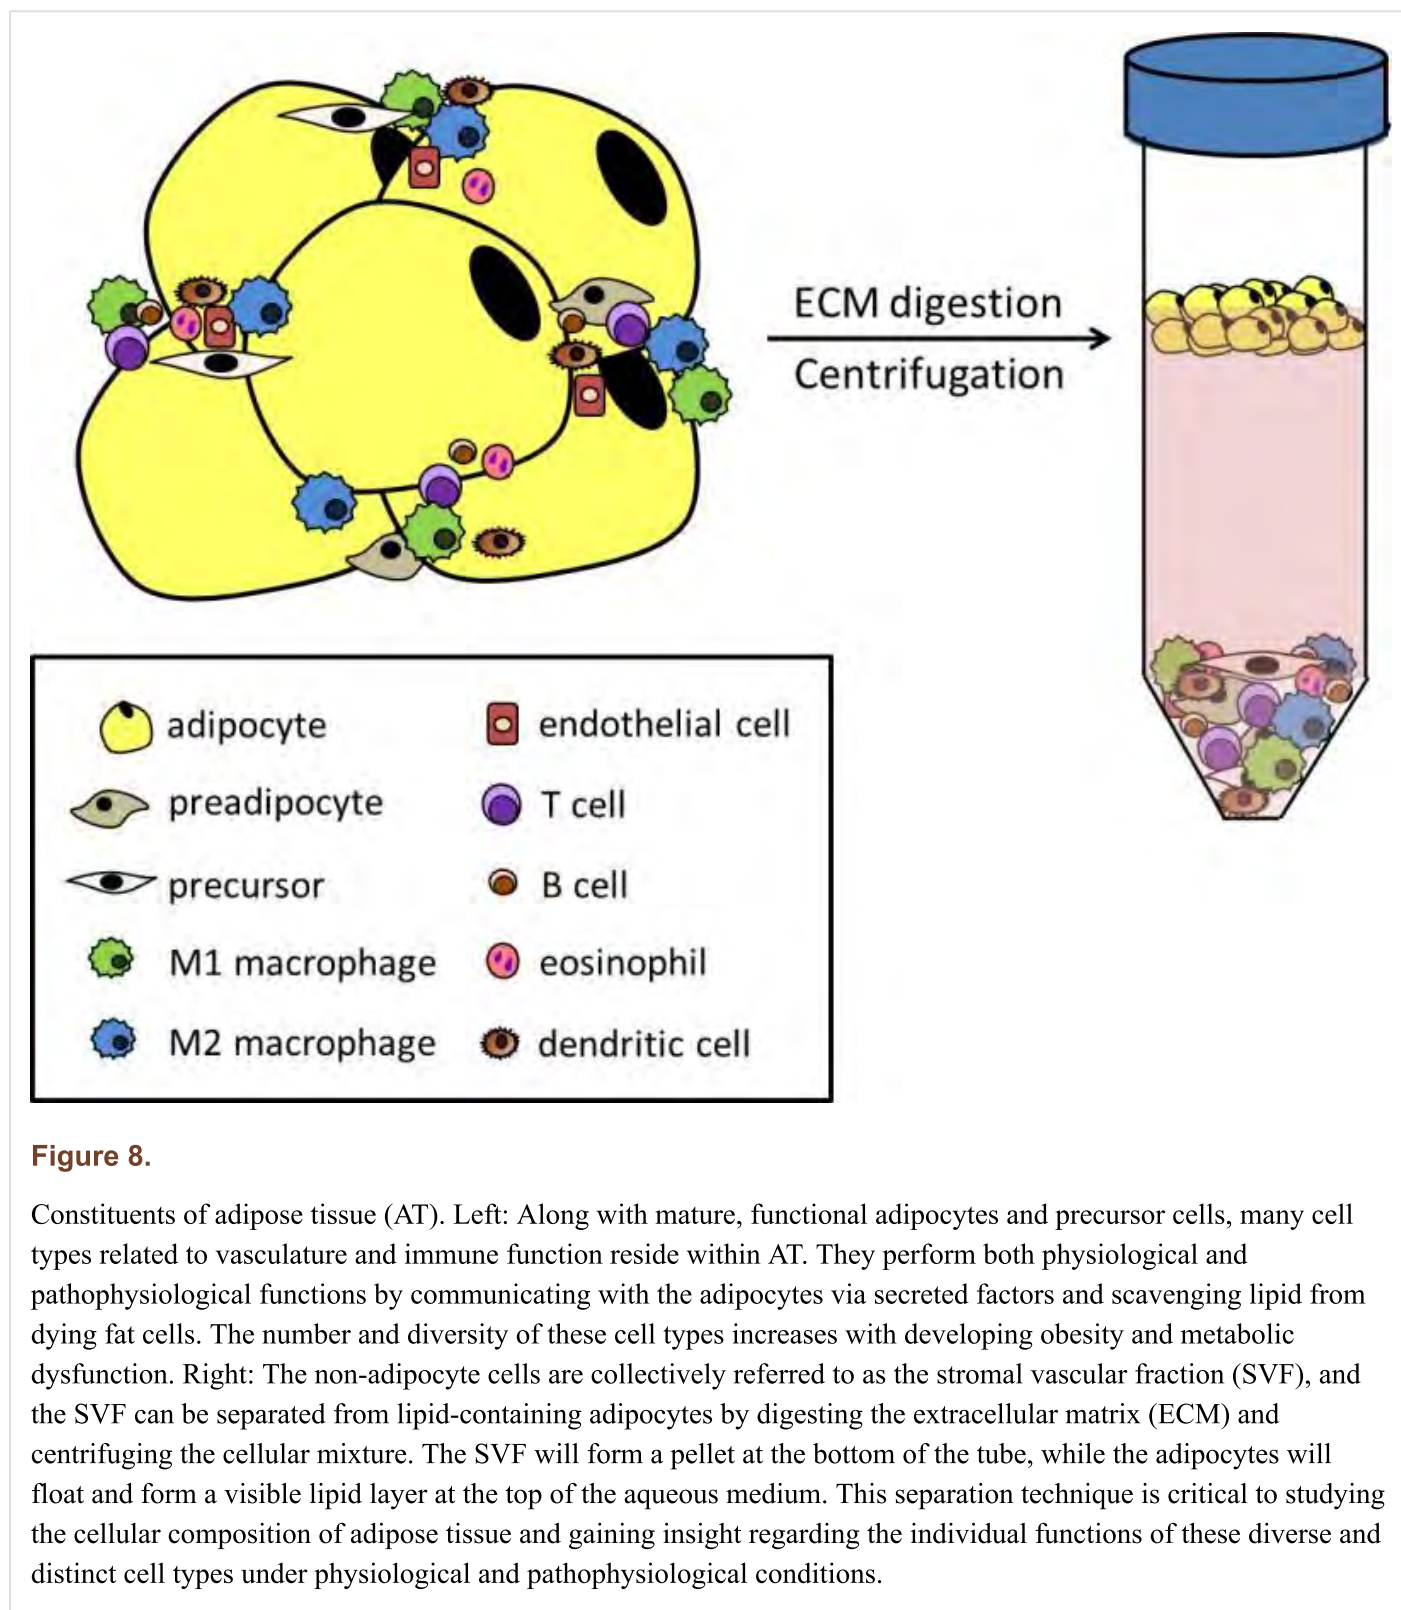 ECM digestion
Centrifugation
adipocyte
preadipocyte
precursor
M1 macrophage
M2 macrophage
endothelial cell
T cell
B cell
eosinophil
dendritic cell
Figure 8.
Constituents of adipose tissue (AT). Left: Along with mature, functional adipocytes and precursor cells, many cell
types related to vasculature and immune function reside within AT. They perform both physiological and
pathophysiological functions by communicating with the adipocytes via secreted factors and scavenging lipid from
dying fat cells. The number and diversity of these cell types increases with developing obesity and metabolic
dysfunction. Right: The non-adipocyte cells are collectively referred to as the stromal vascular fraction (SVF), and
the SVF can be separated from lipid-containing adipocytes by digesting the extracellular matrix (ECM) and
centrifuging the cellular mixture. The SVF will form a pellet at the bottom of the tube, while the adipocytes will
float and form a visible lipid layer at the top of the aqueous medium. This separation technique is critical to studying
the cellular composition of adipose tissue and gaining insight regarding the individual functions of these diverse and
distinct cell types under physiological and pathophysiological conditions.